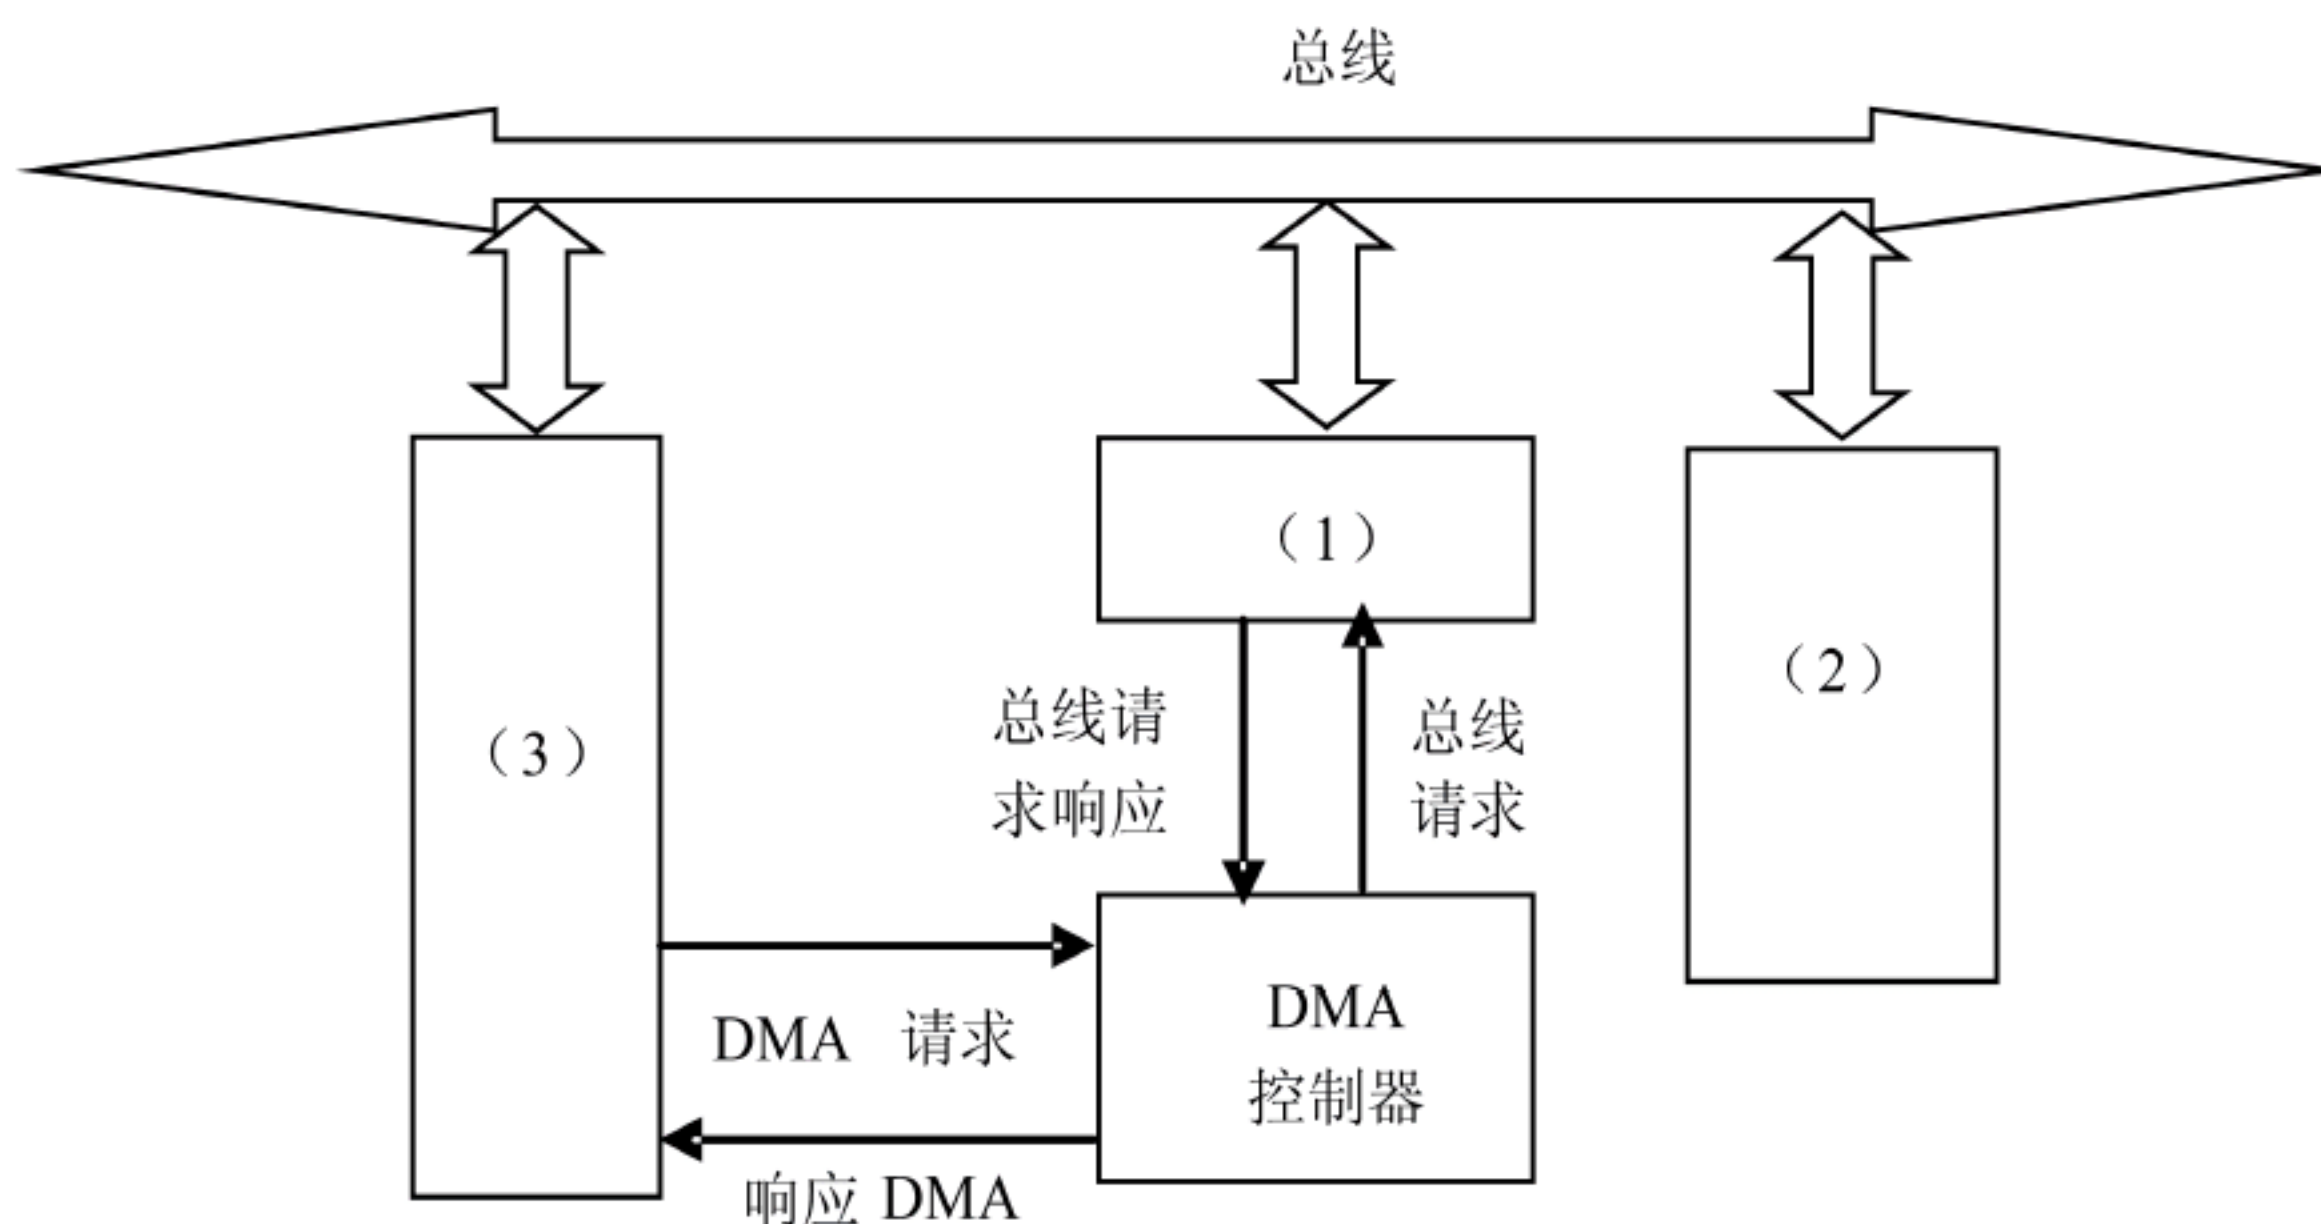 总线
（1）
（2）
（3）
总线请
求响应
总线
请求
DMA 请求
DMA
控制器
响应 DMA